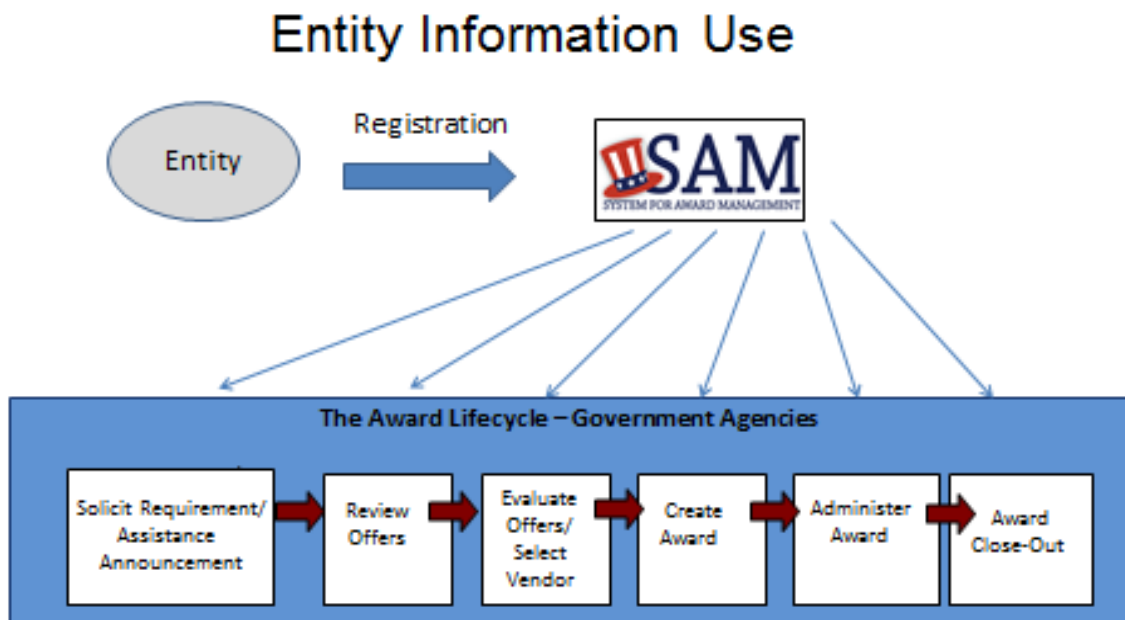 Entity Information Use
Entity
Registration
SAM
SYSTEM FOR AWARD MANAGEMENT
The Award Lifecycle – Government Agencies
Solicit Requirement/
Assistance
Announcement
Review
Offers
Evaluate
Offers/
Select
Vendor
Create
Award
Administer
Award
Award
Close-Out